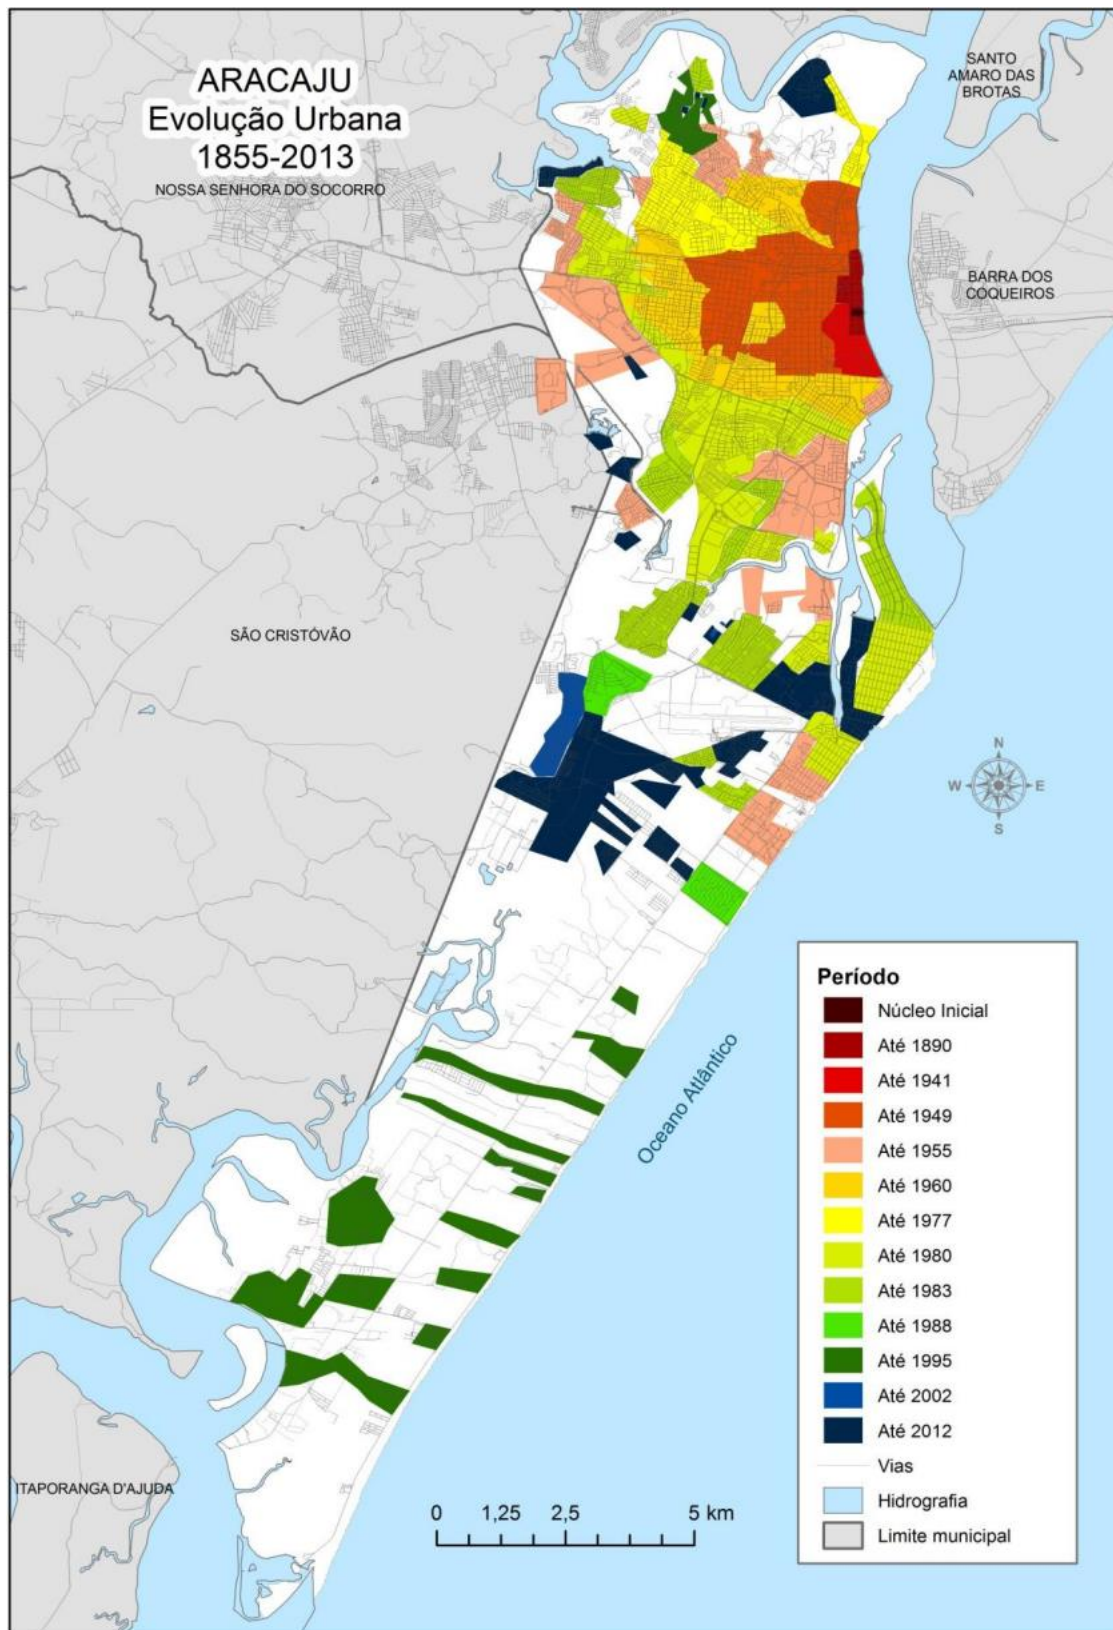 ARACAJU
Evolução Urbana
1855-2013
NOSSA SENHORA DO SOCORRO
SANTO
AMARO DAS
BROTAS
BARRA DOS
COQUEIROS
SÃO CRISTÓVÃO
N
W
E
S
Oceano Atlântico
ITAPORANGA D'AJUDA
0 1,25 2,5 5 km
Período
Núcleo Inicial
Até 1890
Até 1941
Até 1949
Até 1955
Até 1960
Até 1977
Até 1980
Até 1983
Até 1988
Até 1995
Até 2002
Até 2012
Vias
Hidrografia
Limite municipal